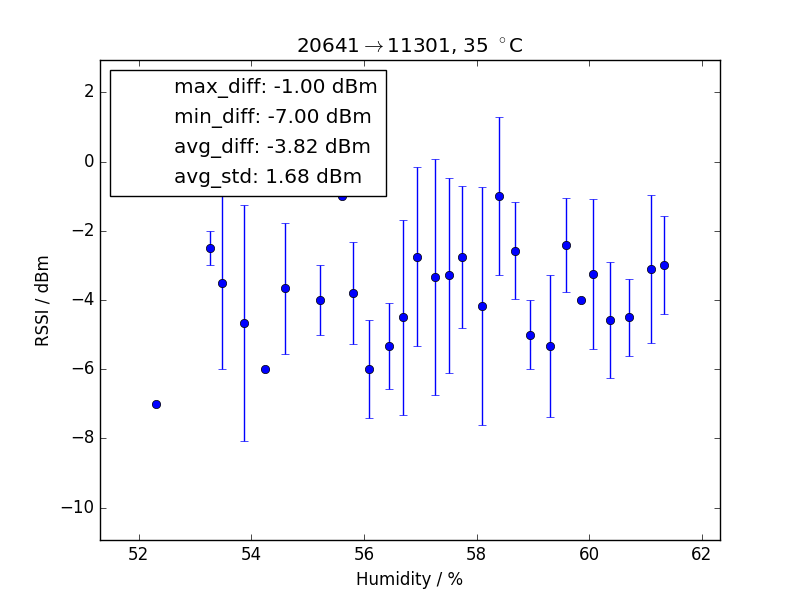 20641→11301, 35 °C
max_diff: -1.00 dBm
min_diff: -7.00 dBm
avg_diff: -3.82 dBm
avg_std: 1.68 dBm
2
0
−2
−4
−6
−8
−10
RSSI / dBm
52 54 56 58 60 62
Humidity / %